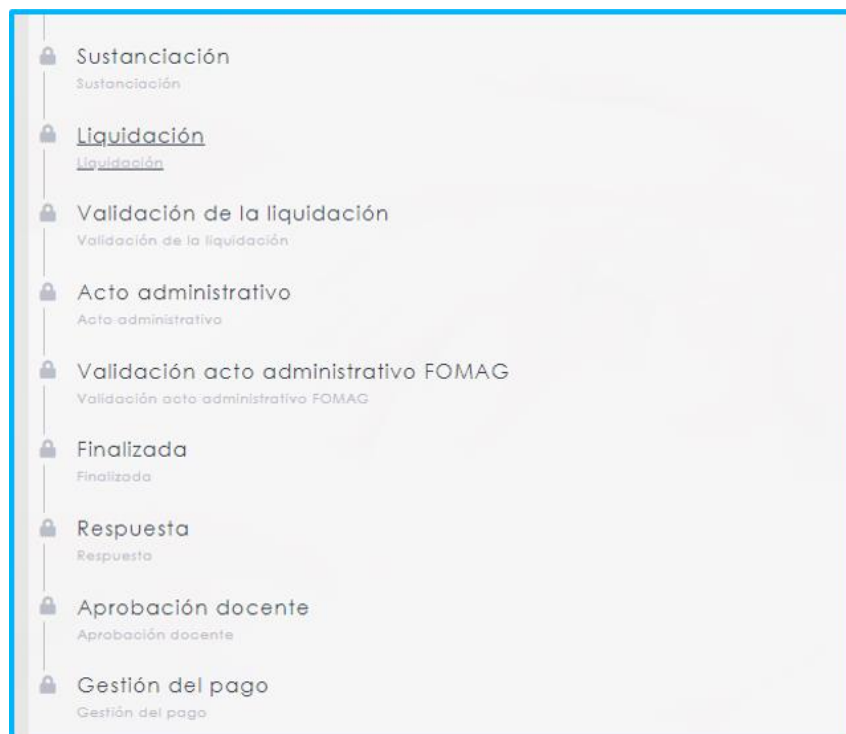 Sustanciación
Sustanciación
Liquidación
Liquidación
Validación de la liquidación
Validación de la liquidación
Acto administrativo
Acto administrativo
Validación acto administrativo FOMAG
Validación acto administrativo FOMAG
Finalizada
Finalizada
Respuesta
Respuesta
Aprobación docente
Aprobación docente
Gestión del pago
Gestión del pago